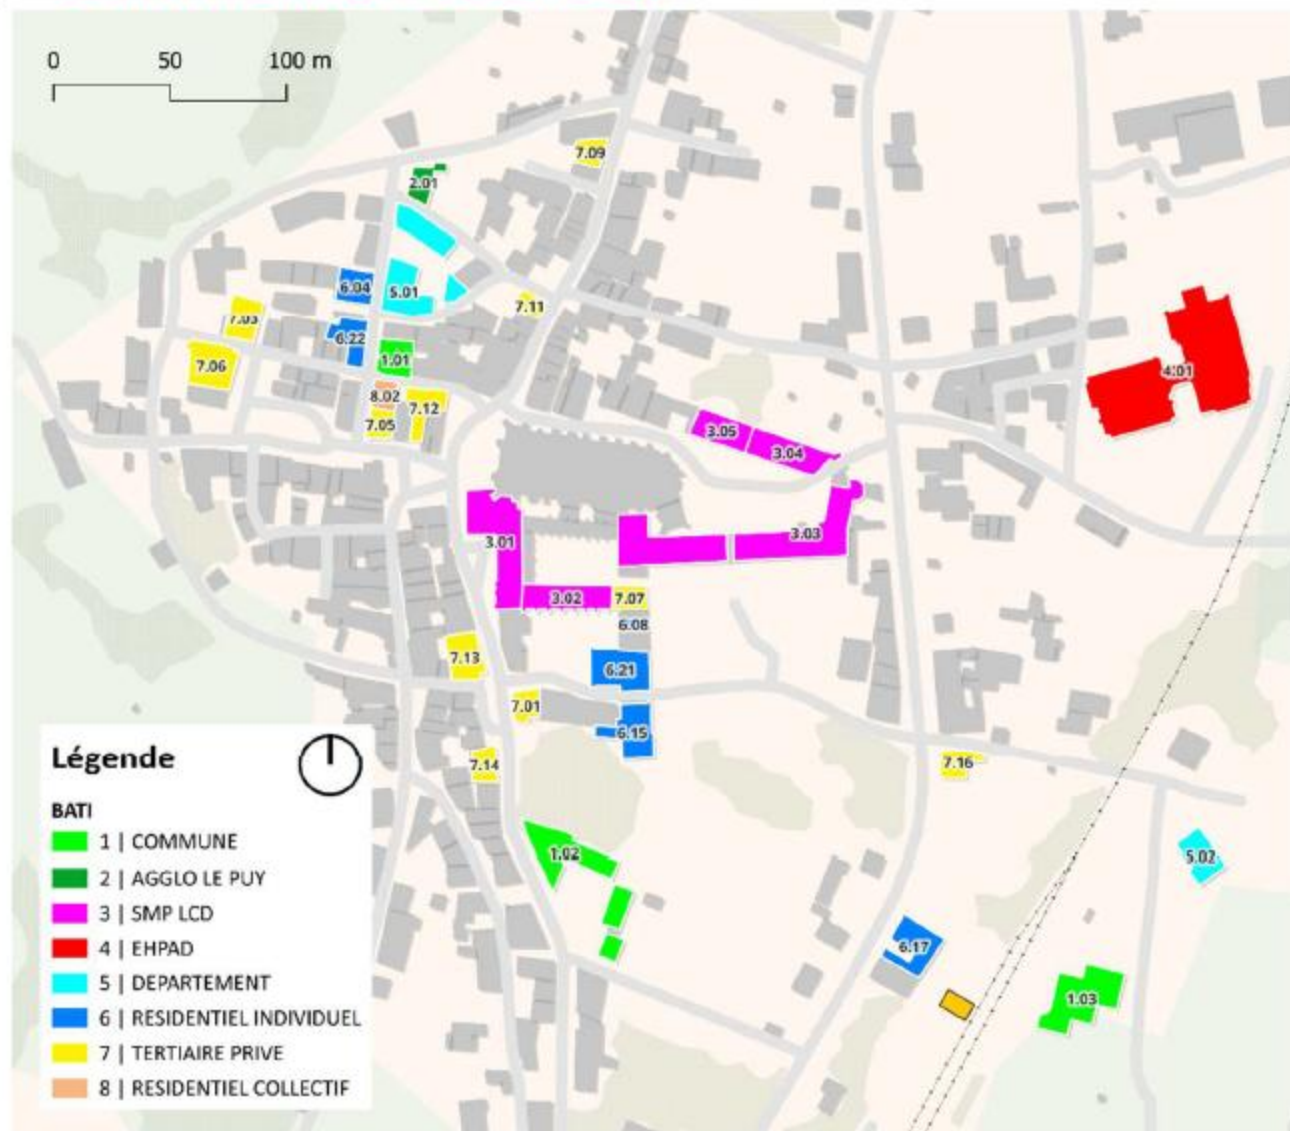 0 50 100 m
7.09
2.01
6.04
5.01
7.03
7.11
6.22
1.01
7.06
8.02
7.12
7.05
4.01
3.05
3.04
3.03
3.01
3.02
7.07
6.08
7.13
6.21
7.01
6.15
7.14
7.16
1.02
5.02
6.17
1.03
Légende
BATI
1 | COMMUNE
2 | AGGLO LE PUY
3 | SMP LCD
4 | EHPAD
5 | DEPARTEMENT
6 | RESIDENTIEL INDIVIDUEL
7 | TERTIAIRE PRIVE
8 | RESIDENTIEL COLLECTIF